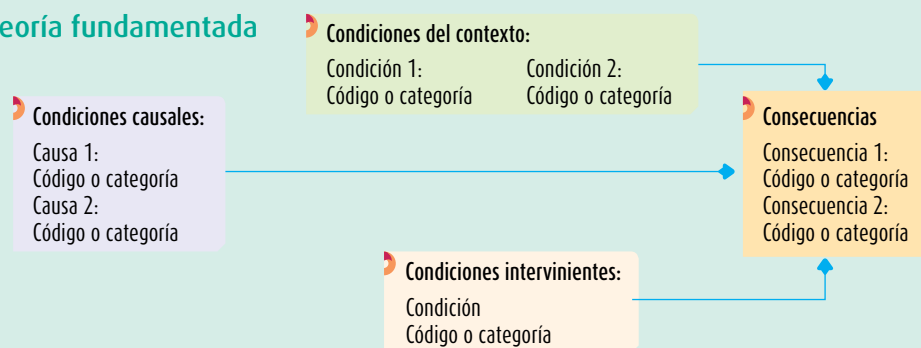 eoría fundamentada
Condiciones del contexto:
Condición 1:
Código o categoría
Condición 2:
Código o categoría
Condiciones causales:
Causa 1:
Código o categoría
Causa 2:
Código o categoría
Consecuencias
Consecuencia 1:
Código o categoría
Consecuencia 2:
Código o categoría
Condiciones intervinientes:
Condición
Código o categoría